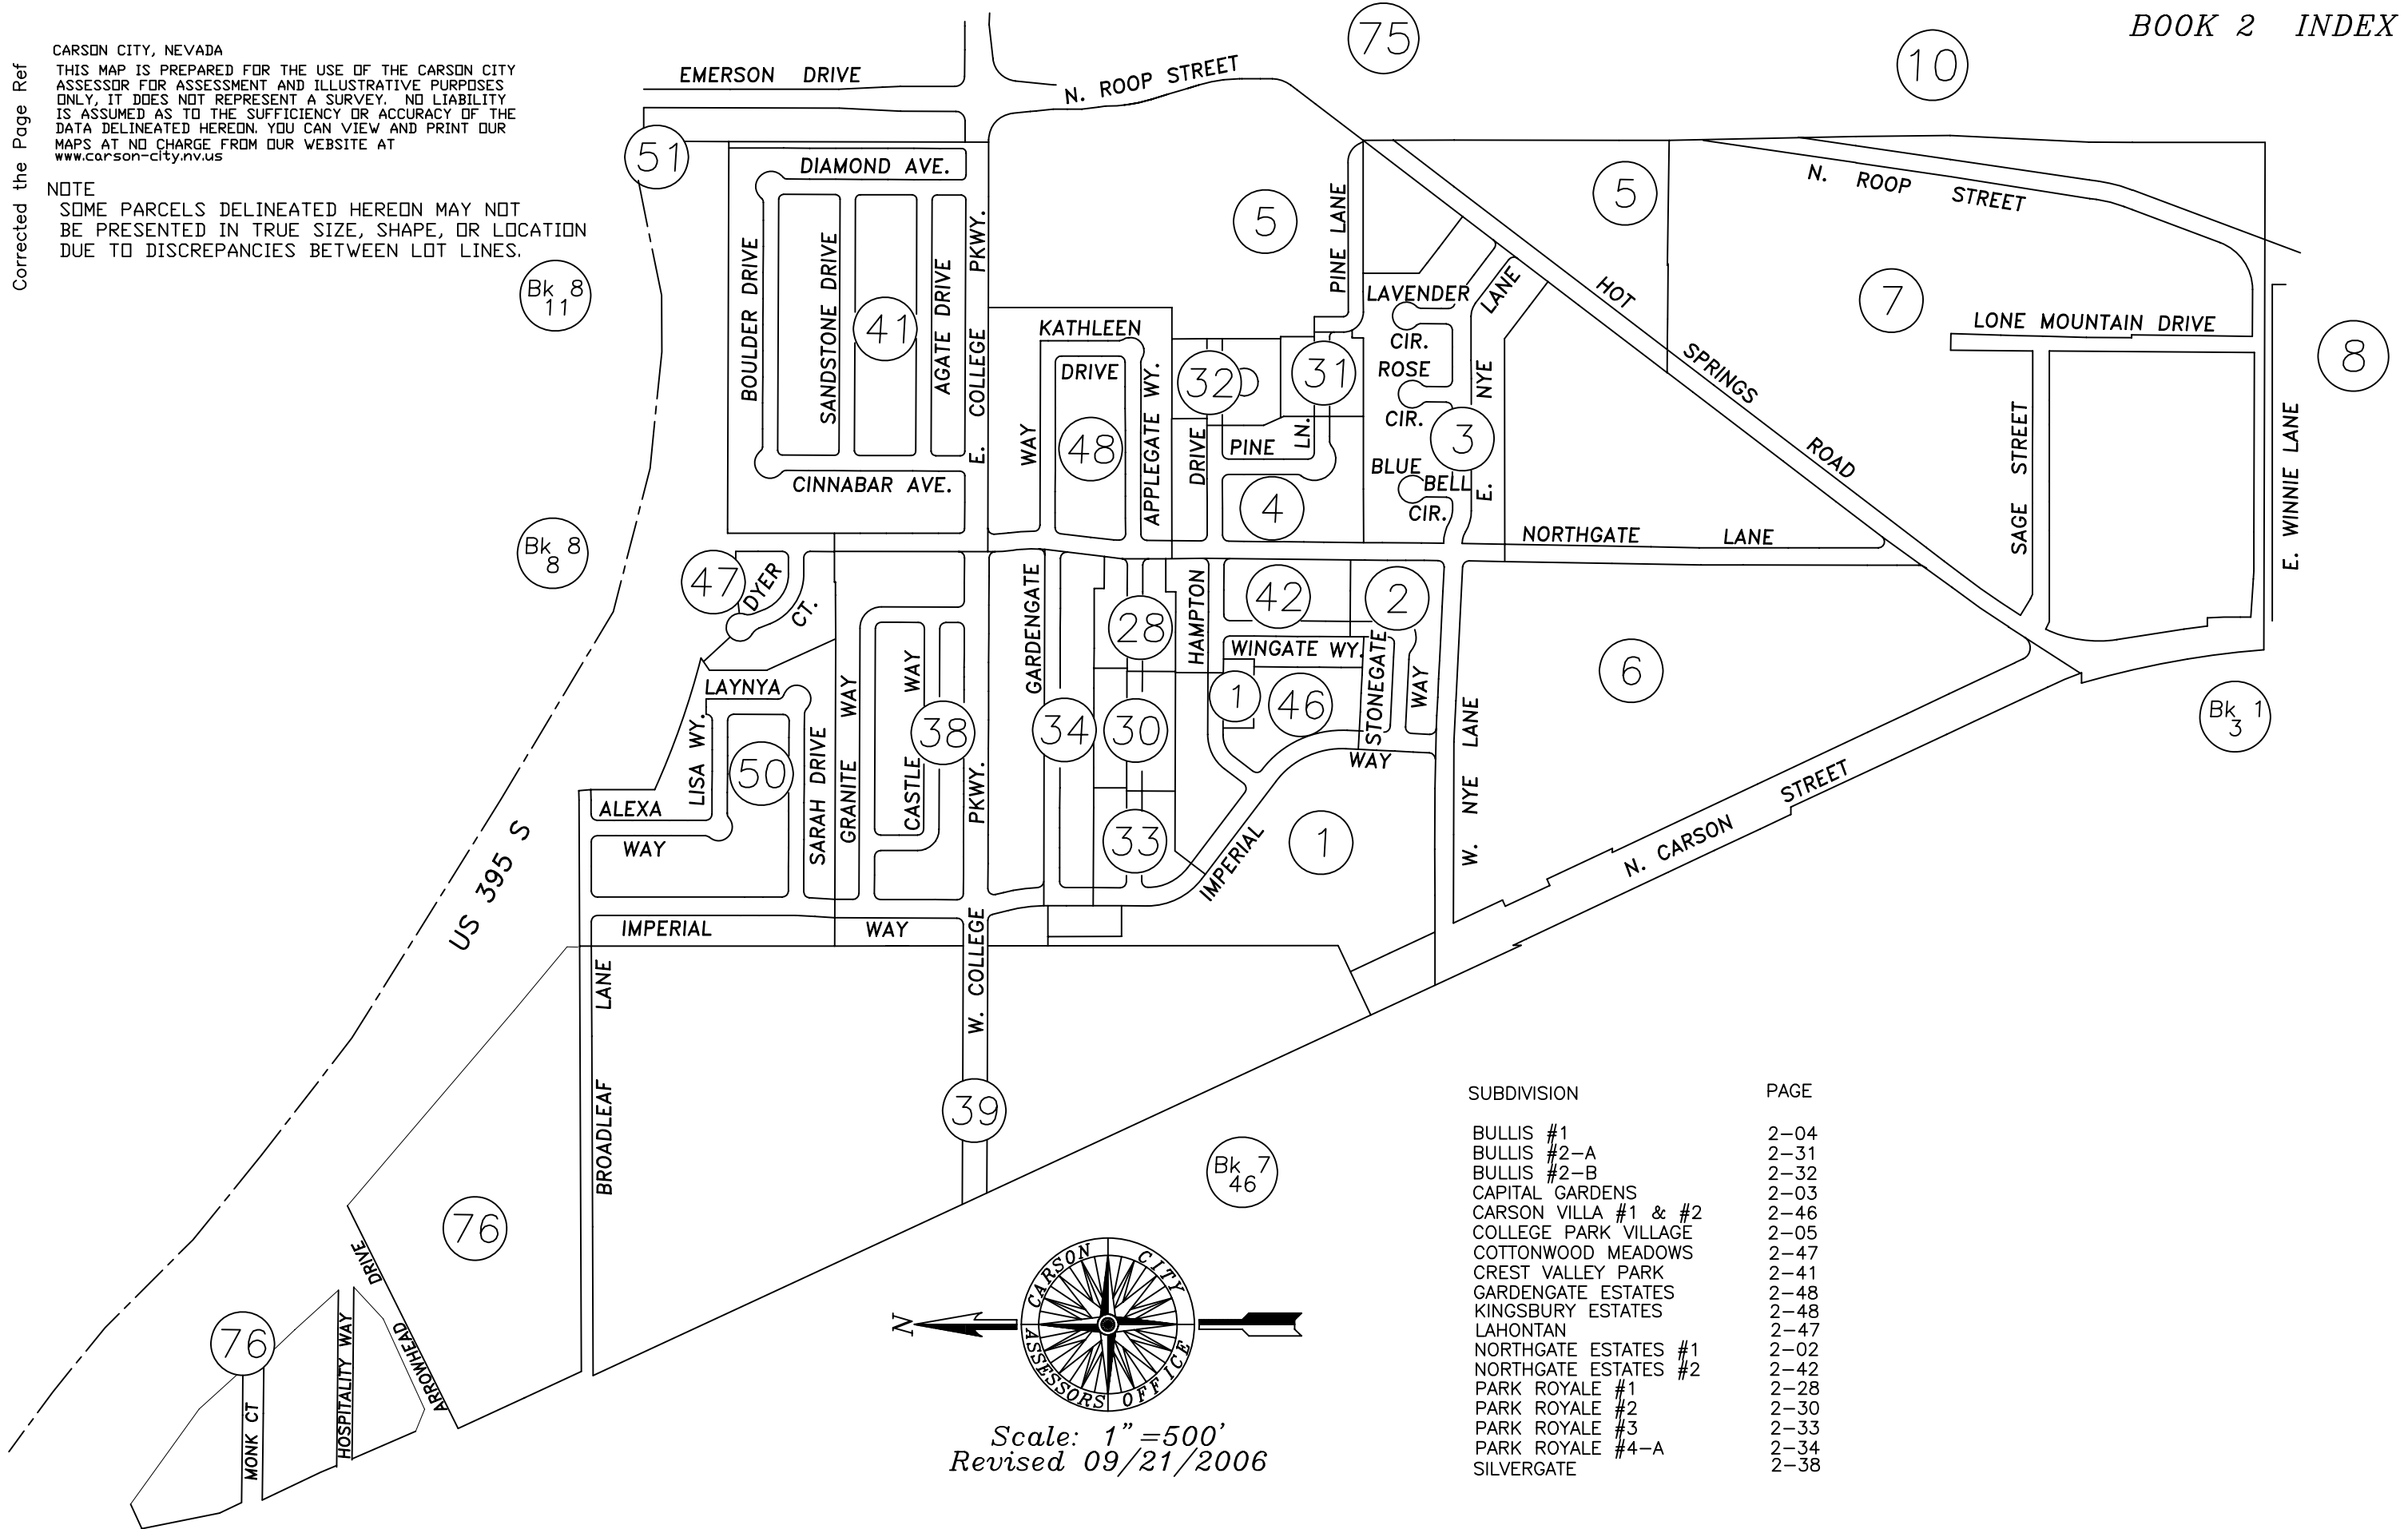 BOOK 2 INDEX
Corrected the Page Ref
CARSON CITY, NEVADA
THIS MAP IS PREPARED FOR THE USE OF THE CARSON CITY
ASSESSOR FOR ASSESSMENT AND ILLUSTRATIVE PURPOSES
ONLY, IT DOES NOT REPRESENT A SURVEY. NO LIABILITY
IS ASSUMED AS TO THE SUFFICIENCY OR ACCURACY OF THE
DATA DELINEATED HEREON. YOU CAN VIEW AND PRINT OUR
MAPS AT NO CHARGE FROM OUR WEBSITE AT
www.carson-city.nv.us
NOTE
SOME PARCELS DELINEATED HEREON MAY NOT
BE PRESENTED IN TRUE SIZE, SHAPE, OR LOCATION
DUE TO DISCREPANCIES BETWEEN LOT LINES.
75
10
EMERSON DRIVE
N. ROOP STREET
51
DIAMOND AVE.
BOULDER DRIVE
SANDSTONE DRIVE
41
AGATE DRIVE
E. COLLEGE PKWY.
CINNABAR AVE.
5
PINE LANE
5
N. ROOP STREET
7
LONE MOUNTAIN DRIVE
8
E. WINNIE LANE
SAGE STREET
HOT SPRINGS ROAD
Bk 8
11
Bk 8
8
KATHLEEN
DRIVE
WAY
48
APPLEGATE WY.
32
31
DRIVE
PINE
LN.
4
LAVENDER
CIR.
ROSE
CIR.
BLUE
BELL
CIR.
3
E. NYE LANE
NORTHGATE LANE
47
DYER
CT.
GARDENGATE
28
HAMPTON
42
2
WINGATE WY.
1
46
STONEGATE
WAY
WAY
6
Bk 1
3
LAYNYA
LISA WY.
50
SARAH DRIVE
GRANITE WAY
CASTLE WAY
38
PKWY.
34
30
33
IMPERIAL
1
W. NYE LANE
N. CARSON STREET
ALEXA
WAY
US 395 S
IMPERIAL WAY
W. COLLEGE
BROADLEAF LANE
39
Bk 7
46
76
76
DRIVE
ARROWHEAD
HOSPITALITY WAY
MONK CT
N
CARSON CITY
ASSESSORS OFFICE
Scale: 1"=500'
Revised 09/21/2006
SUBDIVISION PAGE
BULLIS #1 2-04
BULLIS #2-A 2-31
BULLIS #2-B 2-32
CAPITAL GARDENS 2-03
CARSON VILLA #1 & #2 2-46
COLLEGE PARK VILLAGE 2-05
COTTONWOOD MEADOWS 2-47
CREST VALLEY PARK 2-41
GARDENGATE ESTATES 2-48
KINGSBURY ESTATES 2-48
LAHONTAN 2-47
NORTHGATE ESTATES #1 2-02
NORTHGATE ESTATES #2 2-42
PARK ROYALE #1 2-28
PARK ROYALE #2 2-30
PARK ROYALE #3 2-33
PARK ROYALE #4-A 2-34
SILVERGATE 2-38